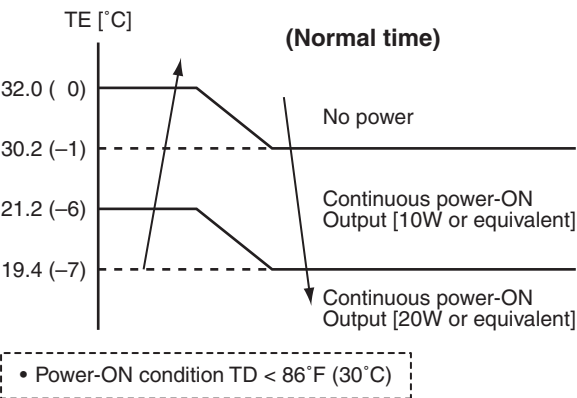 TE [˚C]
(Normal time)
32.0 ( 0)
No power
30.2 (–1)
Continuous power-ON
Output [10W or equivalent]
21.2 (–6)
19.4 (–7)
Continuous power-ON
Output [20W or equivalent]
• Power-ON condition TD < 86˚F (30˚C)